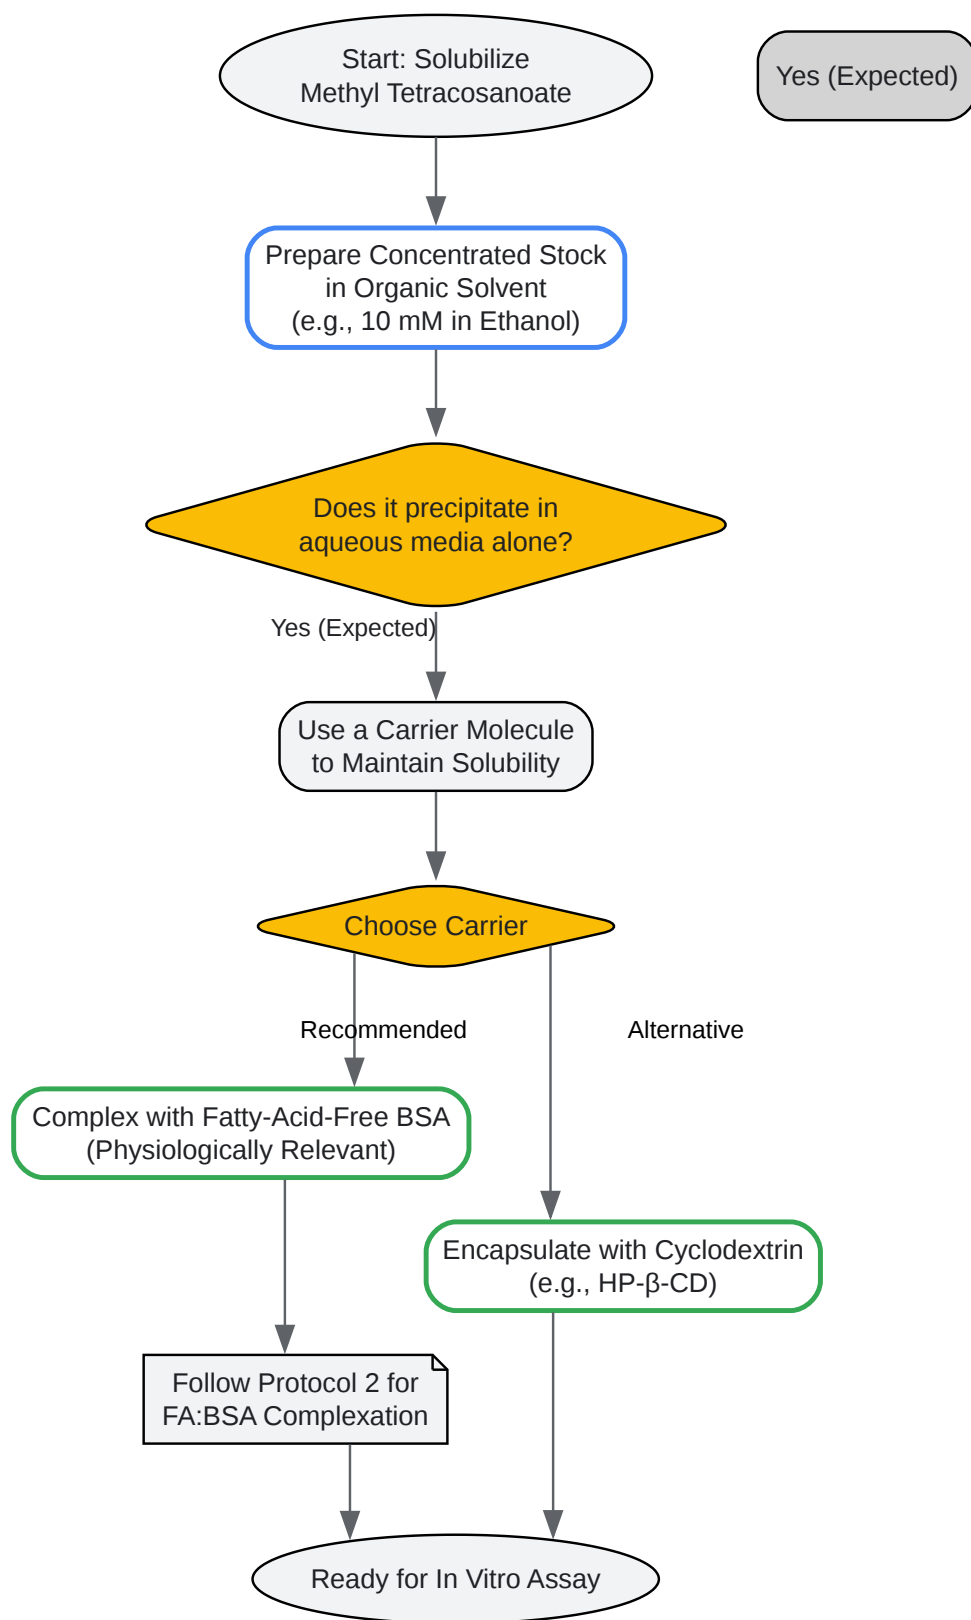 Start: Solubilize
Methyl Tetracosanoate
Yes (Expected)
Prepare Concentrated Stock
in Organic Solvent
(e.g., 10 mM in Ethanol)
Does it precipitate in
aqueous media alone?
Yes (Expected)
Use a Carrier Molecule
to Maintain Solubility
Choose Carrier
Recommended
Alternative
Complex with Fatty-Acid-Free BSA
(Physiologically Relevant)
Encapsulate with Cyclodextrin
(e.g., HP-β-CD)
Follow Protocol 2 for
FA:BSA Complexation
Ready for In Vitro Assay